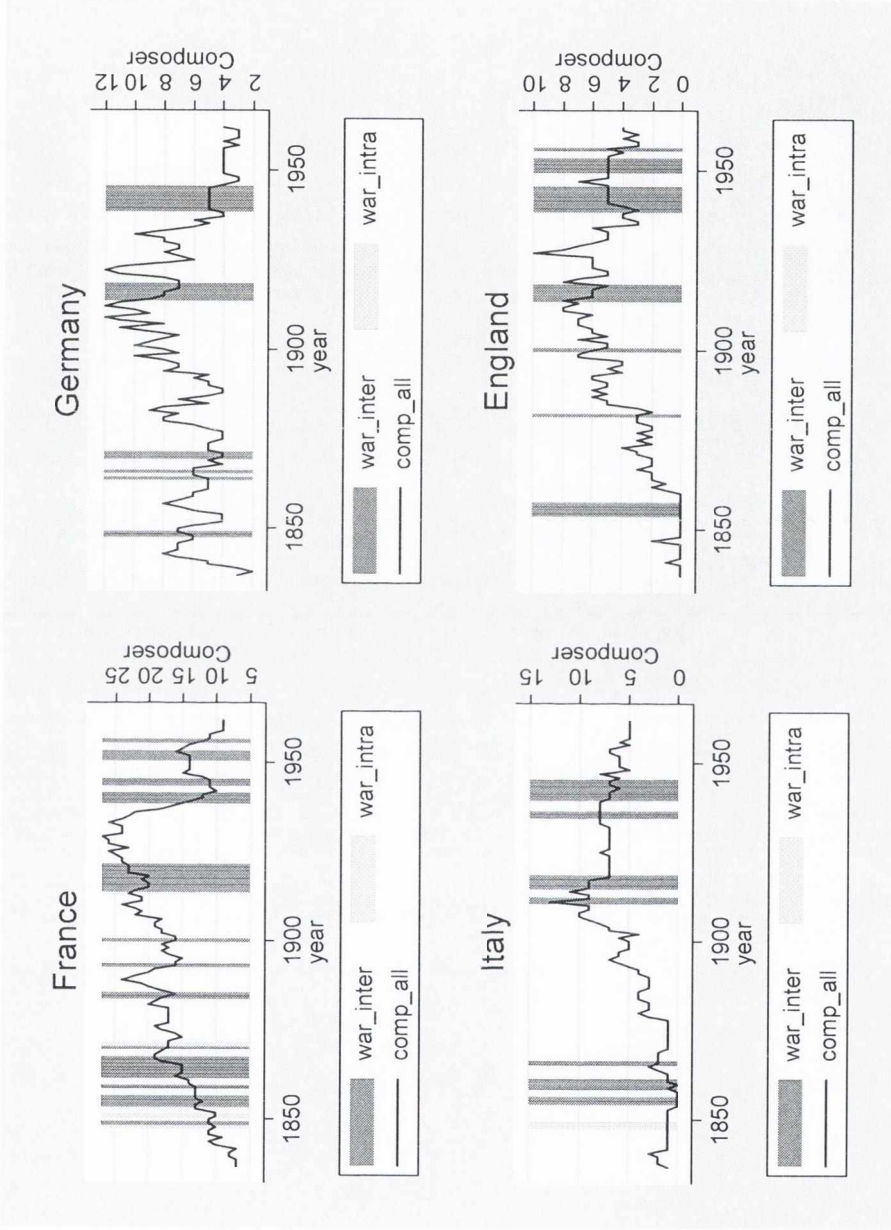 France
Composer
5 10 15 20 25
1850 1900 1950
year
war_inter war_intra
comp_all
Germany
Composer
2 4 6 8 10 12
1850 1900 1950
year
war_inter war_intra
comp_all
Italy
Composer
0 5 10 15
1850 1900 1950
year
war_inter war_intra
comp_all
England
Composer
0 2 4 6 8 10
1850 1900 1950
year
war_inter war_intra
comp_all